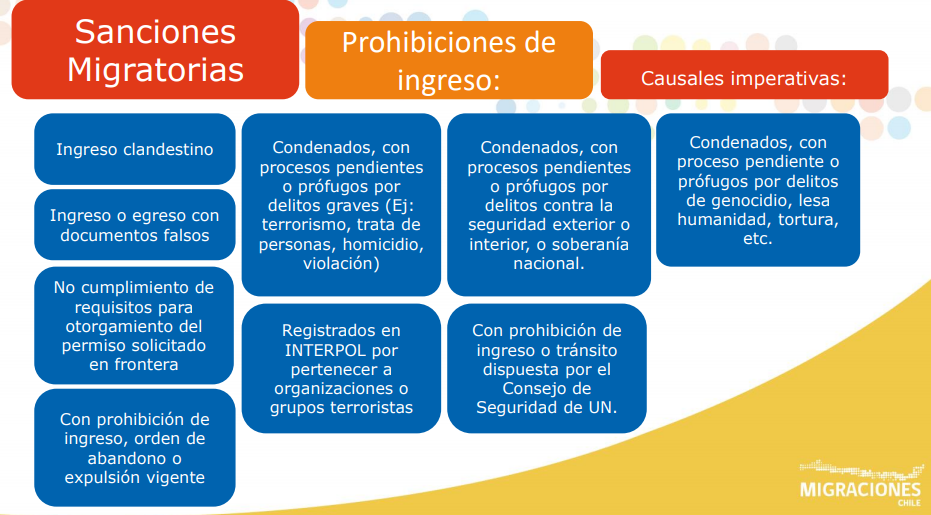 Sanciones
Migratorias
Prohibiciones de
ingreso:
Causales imperativas:
Ingreso clandestino
Ingreso o egreso con
documentos falsos
No cumplimiento de
requisitos para
otorgamiento del
permiso solicitado
en frontera
Con prohibición de
ingreso, orden de
abandono o
expulsión vigente
Condenados, con
procesos pendientes
o prófugos por
delitos graves (Ej:
terrorismo, trata de
personas, homicidio,
violación)
Registrados en
INTERPOL por
pertenecer a
organizaciones o
grupos terroristas
Condenados, con
procesos pendientes
o prófugos por
delitos contra la
seguridad exterior o
interior, o soberanía
nacional.
Con prohibición de
ingreso o tránsito
dispuesta por el
Consejo de
Seguridad de UN.
Condenados, con
proceso pendiente o
prófugos por delitos
de genocidio, lesa
humanidad, tortura,
etc.
MIGRACIONES
CHILE